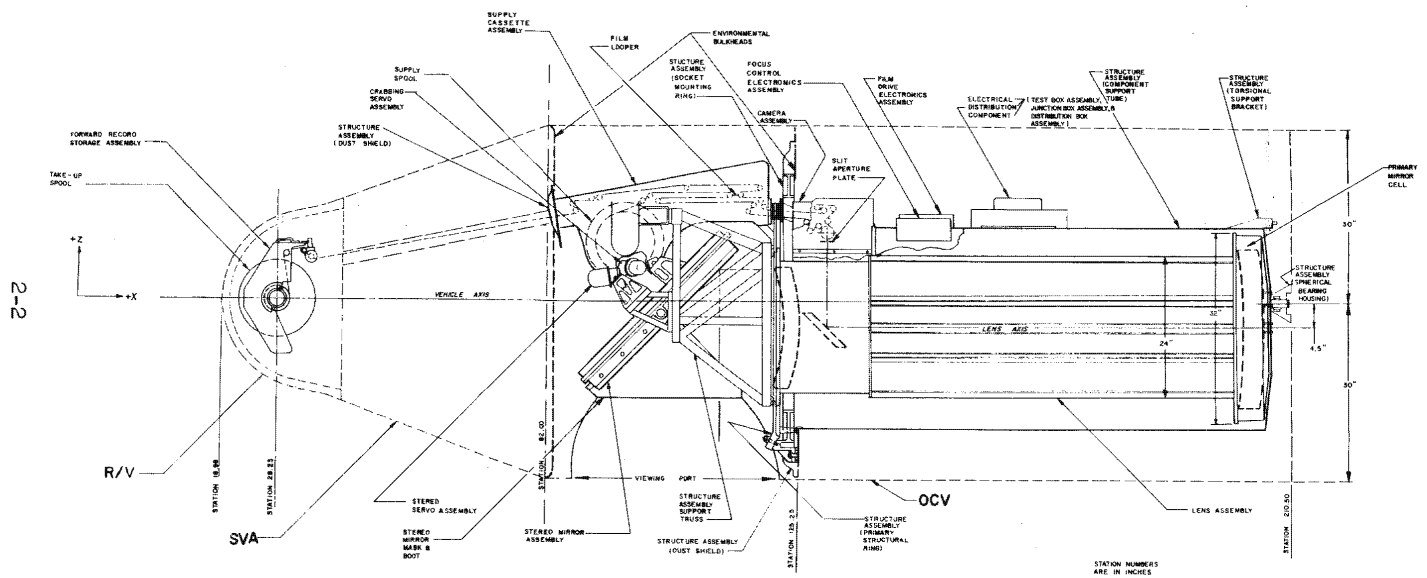 SUPPLY
CASSETTE
ASSEMBLY
FILM
LOOPER
ENVIRONMENTAL
BULKHEADS
SUPPLY
SPOOL
CRABBING
SERVO
ASSEMBLY
STRUCTURE
ASSEMBLY
(DUST SHIELD)
STUCTURE
ASSEMBLY
(SOCKET
MOUNTING
RING)
FOCUS
CONTROL
ELECTRONICS
ASSEMBLY
CAMERA
ASSEMBLY
SLIT
APERTURE
PLATE
FILM
DRIVE
ELECTRONICS
ASSEMBLY
ELECTRICAL
DISTRIBUTION
COMPONENT
(TEST BOX ASSEMBLY,
JUNCTION BOX ASSEMBLY, &
DISTRIBUTION BOX
ASSEMBLY)
STRUCTURE
ASSEMBLY
(COMPONENT
SUPPORT
TUBE)
STRUCTURE
ASSEMBLY
(TORSIONAL
SUPPORT
BRACKET)
PRIMARY
MIRROR
CELL
FORWARD RECORD
STORAGE ASSEMBLY
TAKE-UP
SPOOL
+Z
+X
2-2
VEHICLE AXIS
LENS AXIS
24"
32"
30"
30"
4.5"
STRUCTURE
ASSEMBLY
(SPHERICAL
BEARING
HOUSING)
R/V
STATION 18.98
STATION 28.25
SVA
STEREO
SERVO ASSEMBLY
STEREO
MIRROR
MASK &
BOOT
STATION 82.00
VIEWING PORT
STEREO MIRROR
ASSEMBLY
STRUCTURE
ASSEMBLY
SUPPORT
TRUSS
STRUCTURE ASSEMBLY
(DUST SHIELD)
STATION 125.25
STRUCTURE
ASSEMBLY
(PRIMARY
STRUCTURAL
RING)
OCV
LENS ASSEMBLY
STATION 210.50
STATION NUMBERS
ARE IN INCHES